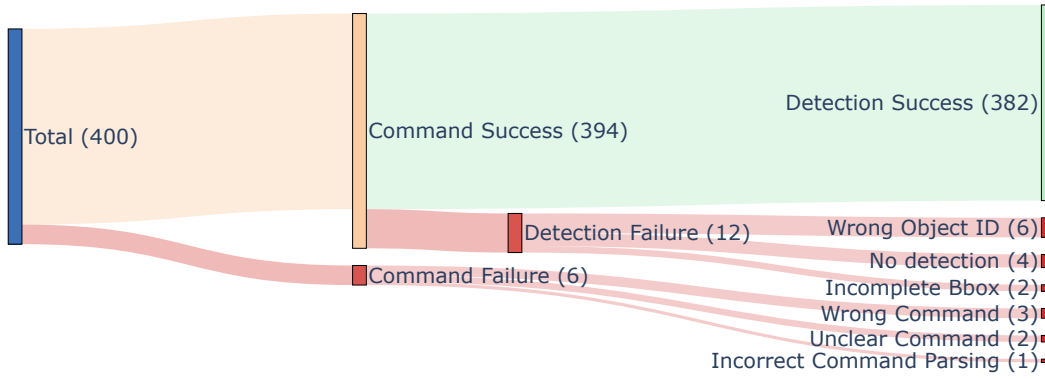 Total (400)
Command Success (394)
Command Failure (6)
Detection Failure (12)
Detection Success (382)
Wrong Object ID (6)
No detection (4)
Incomplete Bbox (2)
Wrong Command (3)
Unclear Command (2)
Incorrect Command Parsing (1)